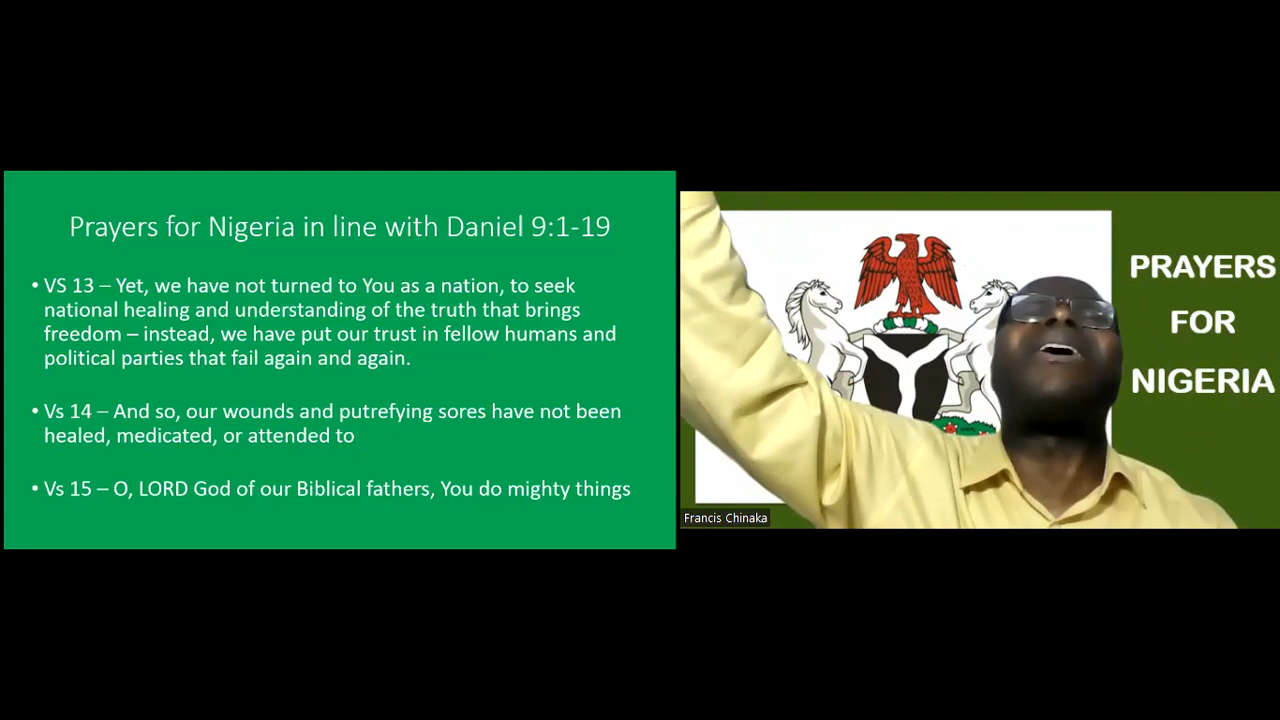 Prayers for Nigeria in line with Daniel 9:1-19
• VS 13 – Yet, we have not turned to You as a nation, to seek
national healing and understanding of the truth that brings
freedom – instead, we have put our trust in fellow humans and
political parties that fail again and again.
• Vs 14 – And so, our wounds and putrefying sores have not been
healed, medicated, or attended to
• Vs 15 – O, LORD God of our Biblical fathers, You do mighty things
PRAYERS
FOR
NIGERIA
Francis Chinaka